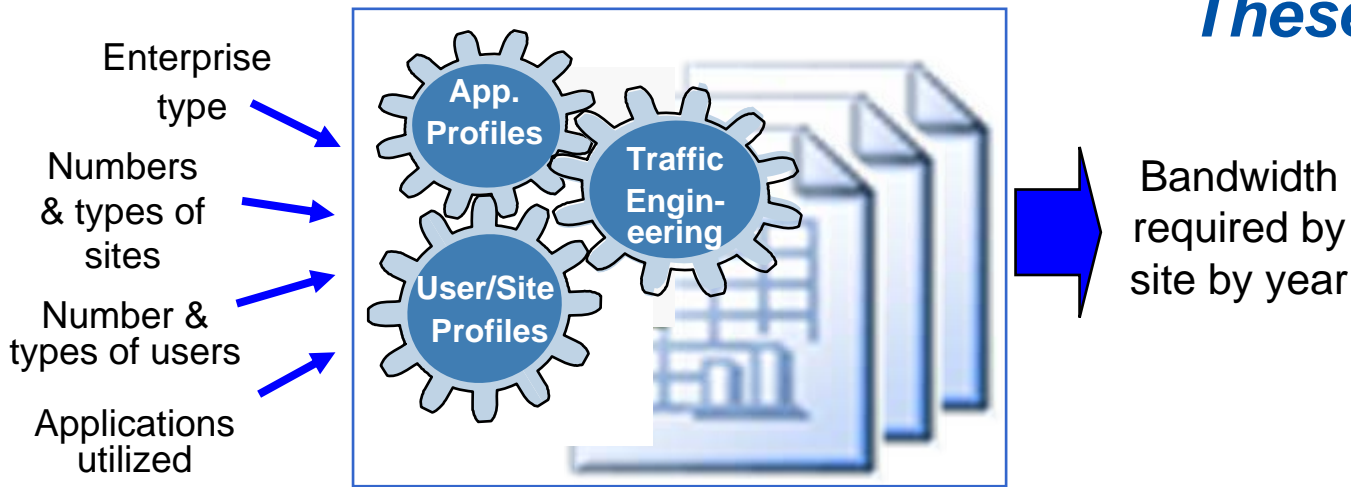 These
Enterprise
type
Numbers
& types of
sites
Number &
types of users
Applications
utilized
App.
Profiles
Traffic
Engin-
eering
User/Site
Profiles
Bandwidth
required by
site by year